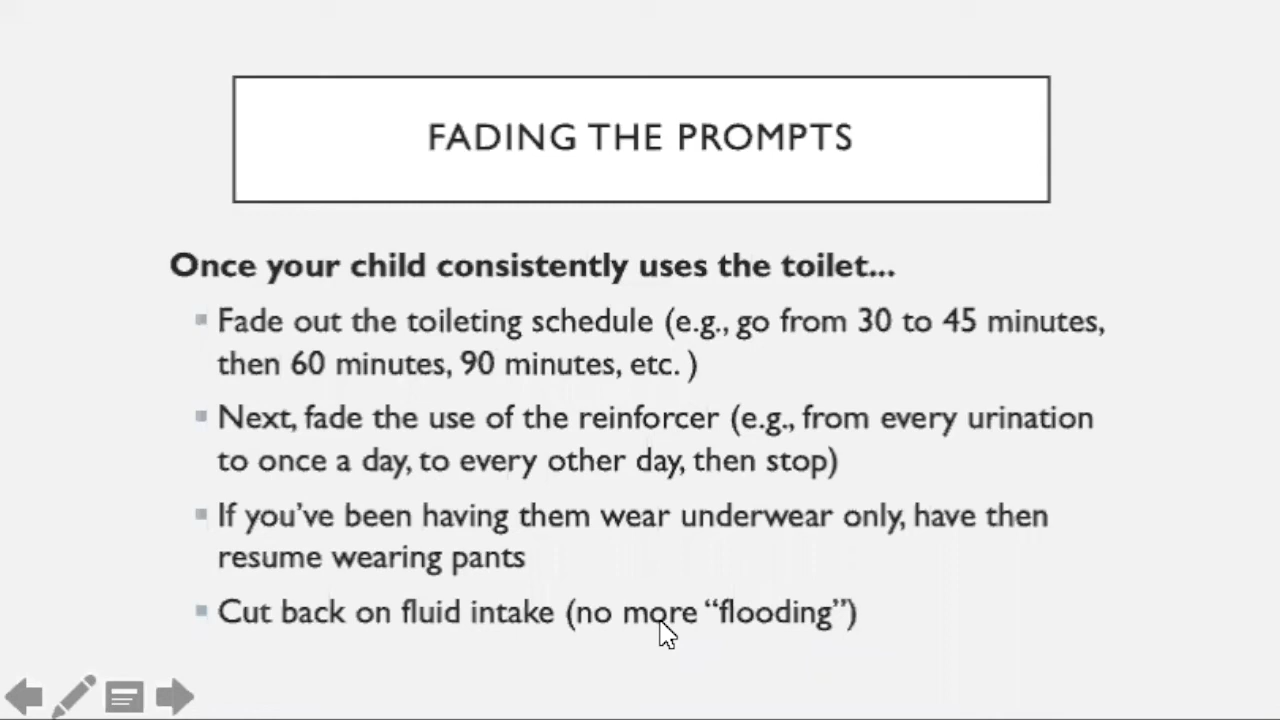 FADING THE PROMPTS
Once your child consistently uses the toilet...
▪ Fade out the toileting schedule (e.g., go from 30 to 45 minutes,
then 60 minutes, 90 minutes, etc. )
▪ Next, fade the use of the reinforcer (e.g., from every urination
to once a day, to every other day, then stop)
▪ If you’ve been having them wear underwear only, have then
resume wearing pants
▪ Cut back on fluid intake (no more “flooding”)